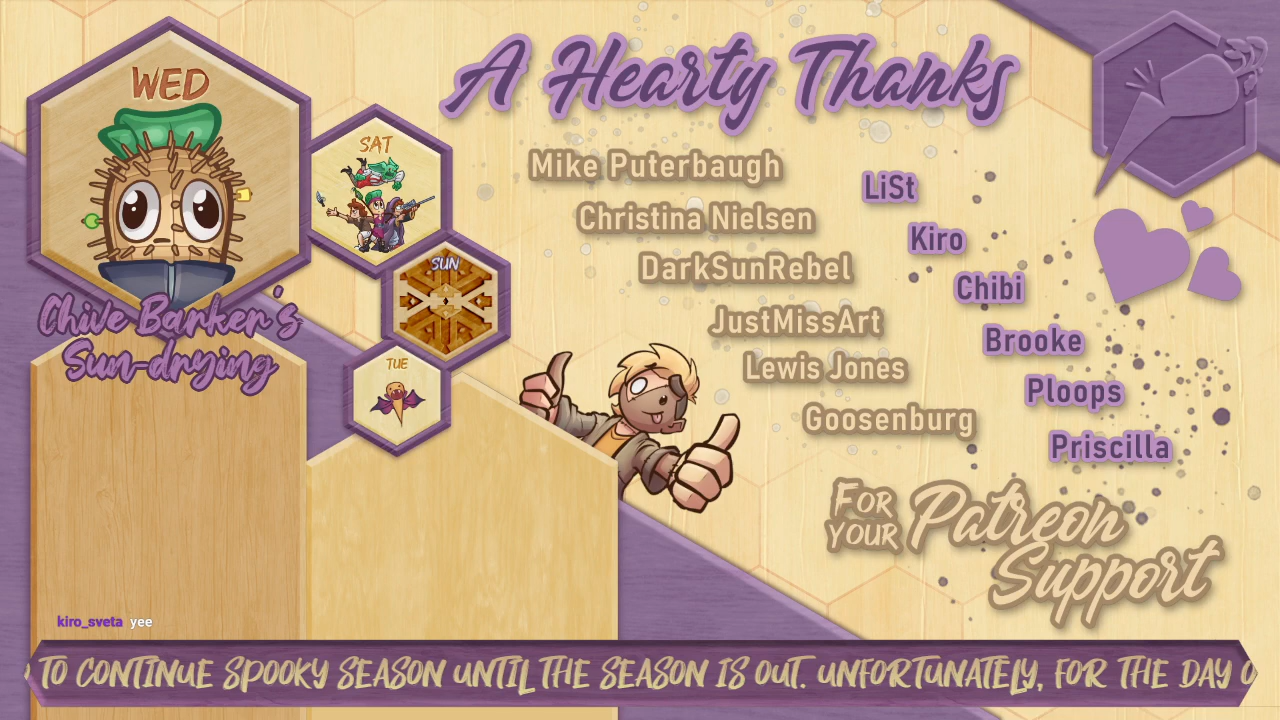 A Hearty Thanks
WED
SAT
SUN
TUE
Chive Barker's
Sun-drying
Mike Puterbaugh
Christina Nielsen
DarkSunRebel
JustMissArt
Lewis Jones
Goosenburg
LiSt
Kiro
Chibi
Brooke
Ploops
Priscilla
FOR
YOUR
Patreon
Support
kiro_sveta yee
TO CONTINUE SPOOKY SEASON UNTIL THE SEASON IS OUT. UNFORTUNATELY, FOR THE DAY